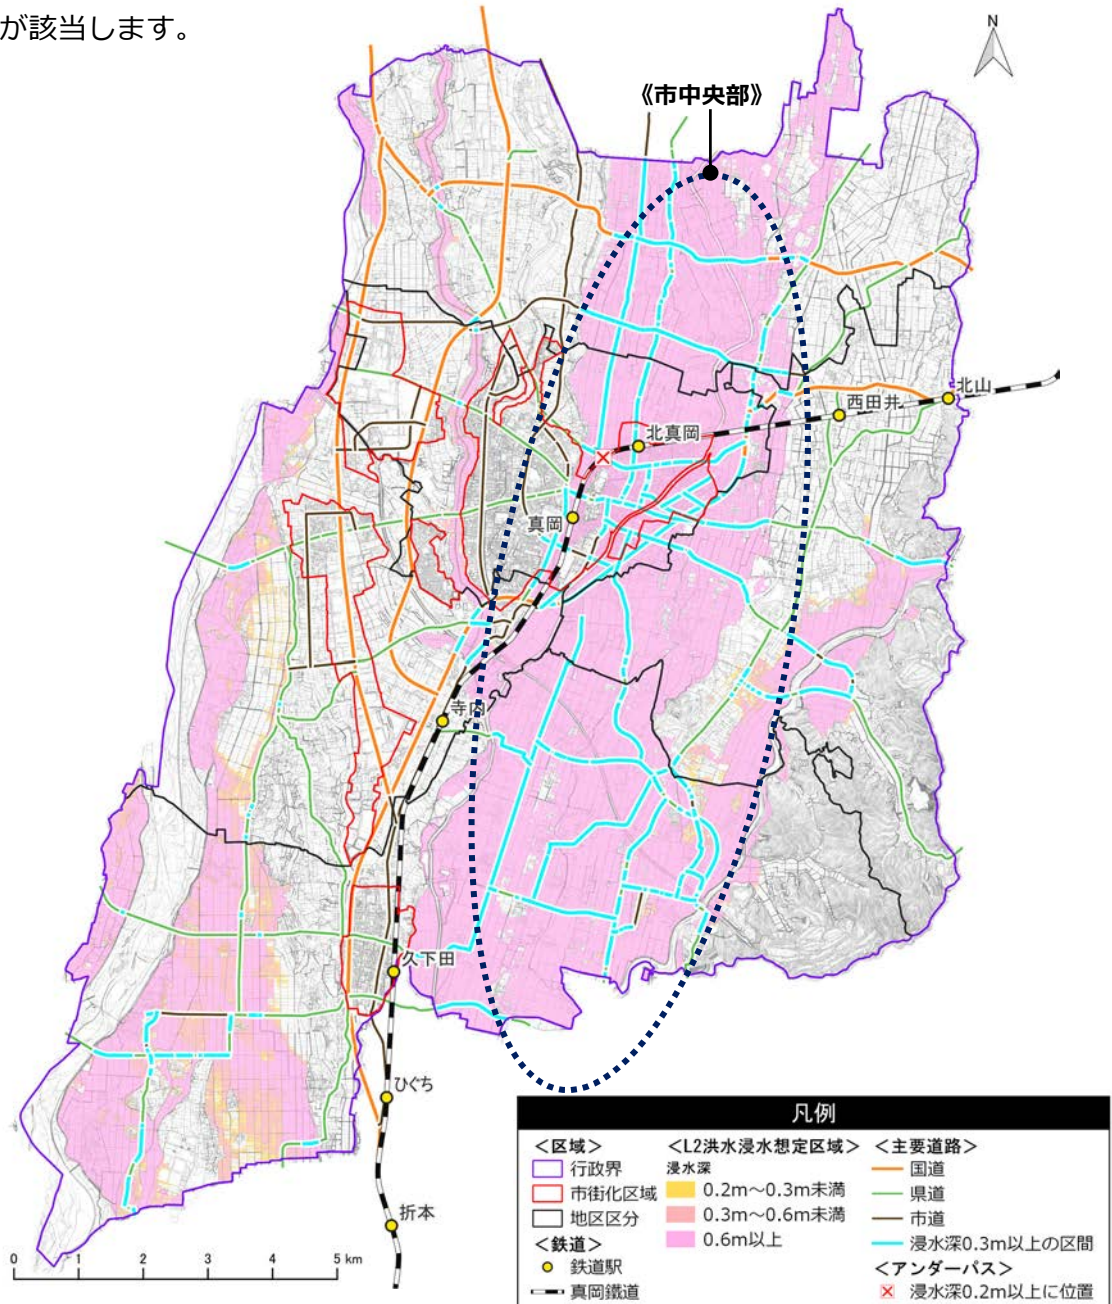 が該当します。
N
《市中央部》
北山
西田井
北真岡
真岡
寺内
久下田
ひぐち
折本
0 1 2 3 4 5 km
凡例
＜区域＞
行政界
市街化区域
地区区分
＜鉄道＞
鉄道駅
真岡鐵道
＜L2洪水浸水想定区域＞
浸水深
0.2m～0.3m未満
0.3m～0.6m未満
0.6m以上
＜主要道路＞
国道
県道
市道
浸水深0.3m以上の区間
＜アンダーパス＞
浸水深0.2m以上に位置